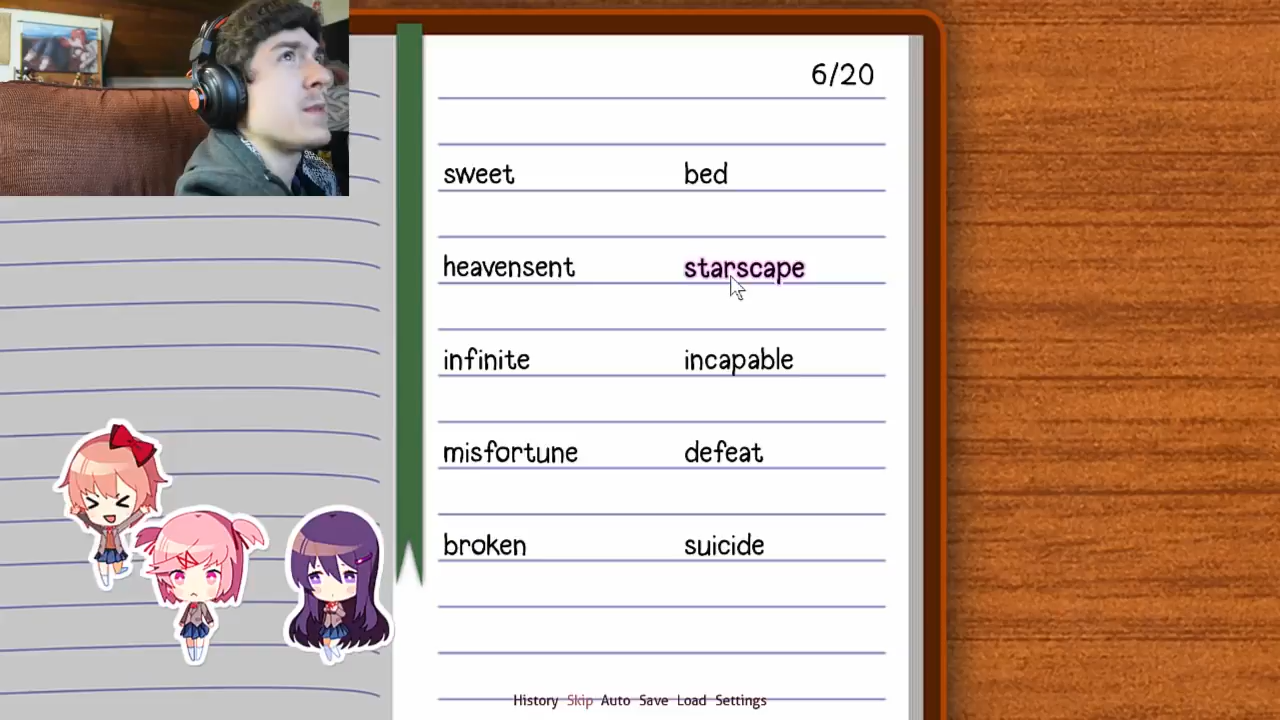 6/20
sweet bed
heavensent starscape
infinite incapable
misfortune defeat
broken suicide
History Skip Auto Save Load Settings